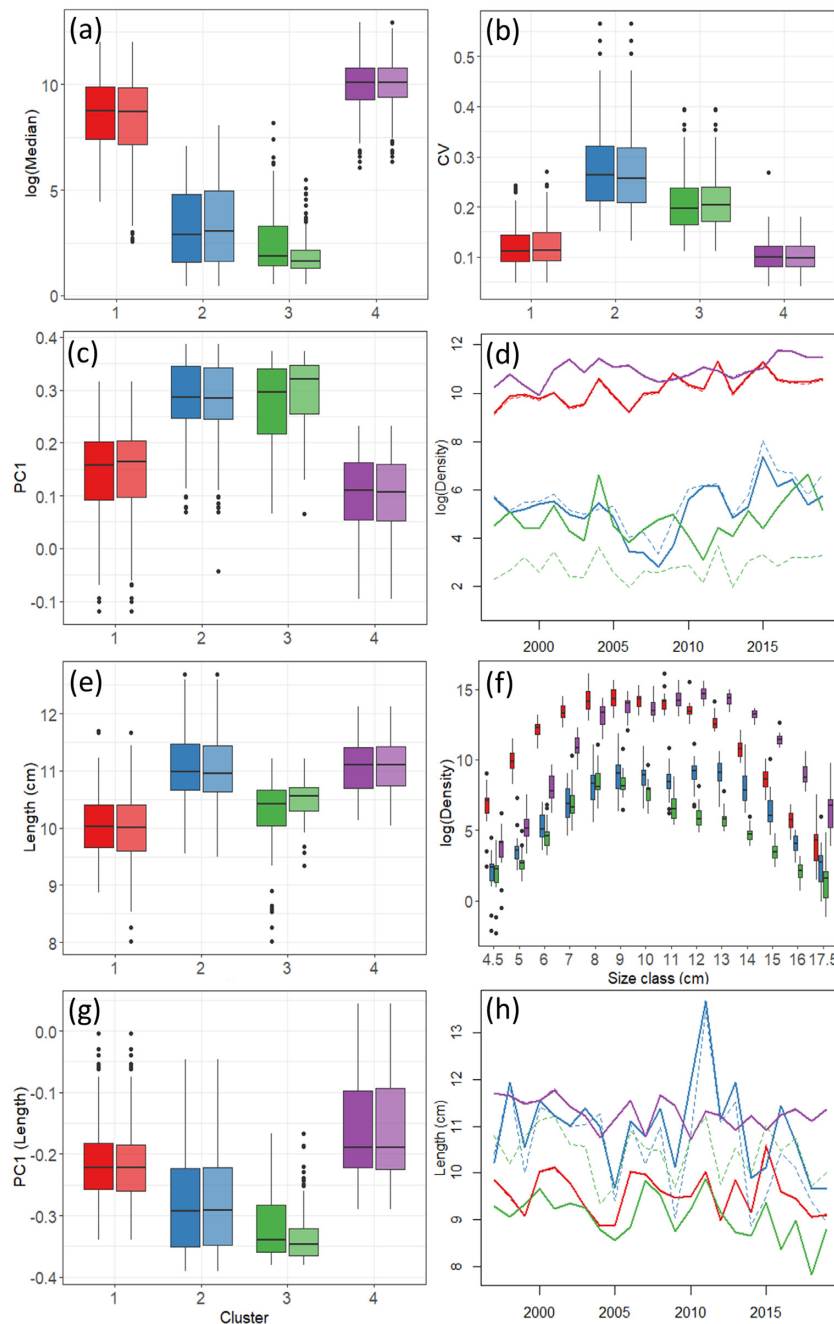 (a)
log(Median)
10
5
0
1 2 3 4
(b)
CV
0.5
0.4
0.3
0.2
0.1
1 2 3 4
(c)
PC1
0.4
0.3
0.2
0.1
0.0
-0.1
1 2 3 4
(d)
log(Density)
12
10
8
6
4
2
2000 2005 2010 2015
(e)
Length (cm)
12
11
10
9
8
1 2 3 4
(f)
log(Density)
15
10
5
0
4.5 5 6 7 8 9 10 11 12 13 14 15 16 17.5
Size class (cm)
(g)
PC1 (Length)
0.0
-0.1
-0.2
-0.3
-0.4
1 2 3 4
Cluster
(h)
Length (cm)
13
12
11
10
9
8
2000 2005 2010 2015